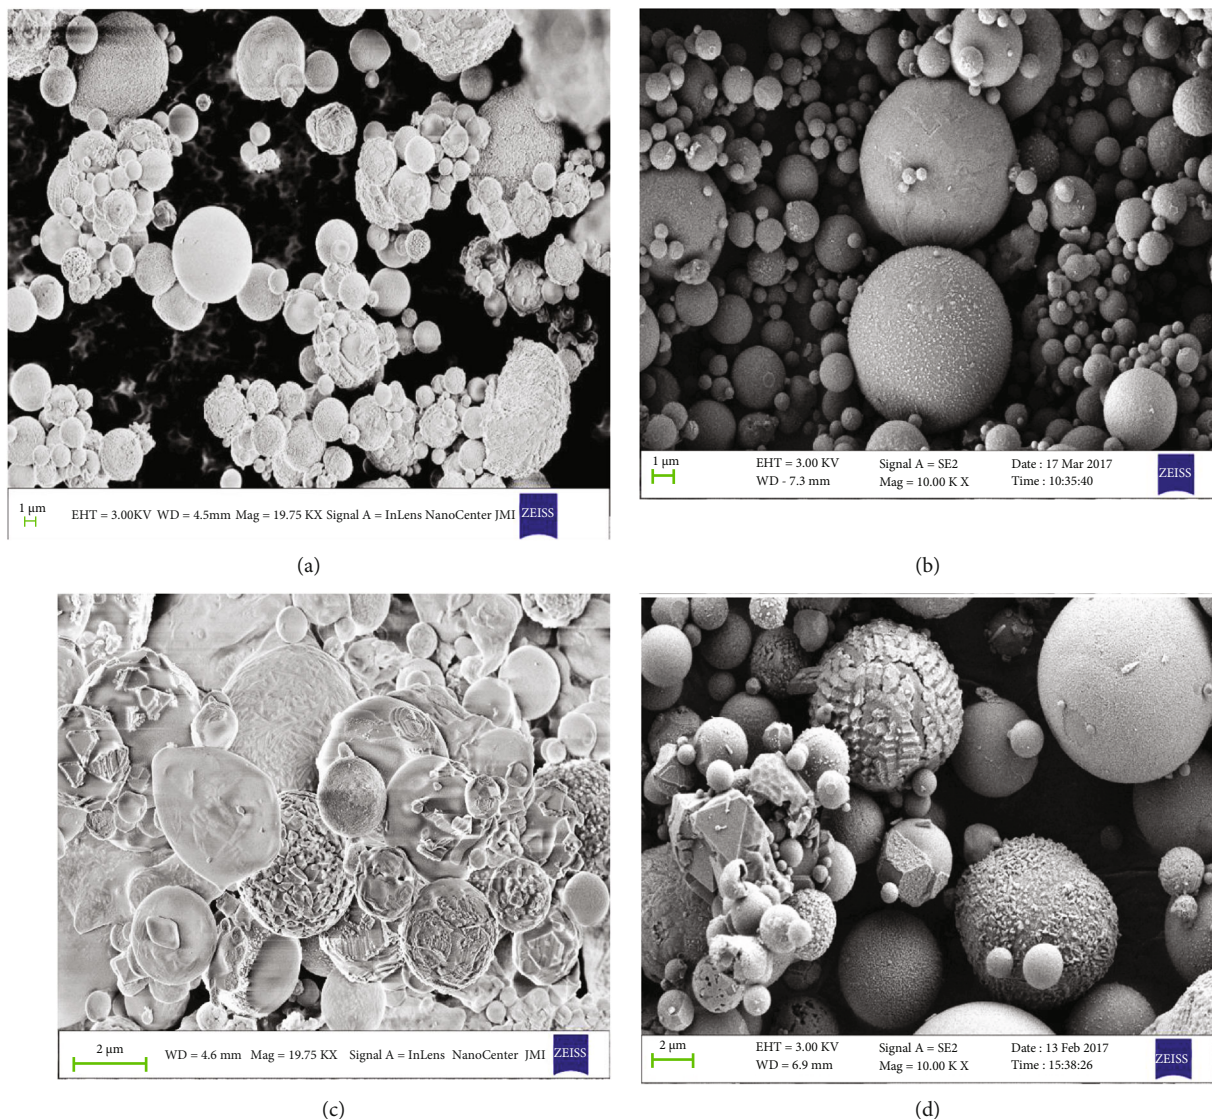 1 μm
EHT = 3.00KV WD = 4.5mm Mag = 19.75 KX Signal A = InLens NanoCenter JMI
ZEISS
(a)
1 μm
EHT = 3.00 KV Signal A = SE2 Date : 17 Mar 2017
WD - 7.3 mm Mag = 10.00 K X Time : 10:35:40
ZEISS
(b)
2 μm
WD = 4.6 mm Mag = 19.75 KX Signal A = InLens NanoCenter JMI
ZEISS
(c)
2 μm
EHT = 3.00 KV Signal A = SE2 Date : 13 Feb 2017
WD = 6.9 mm Mag = 10.00 K X Time : 15:38:26
ZEISS
(d)